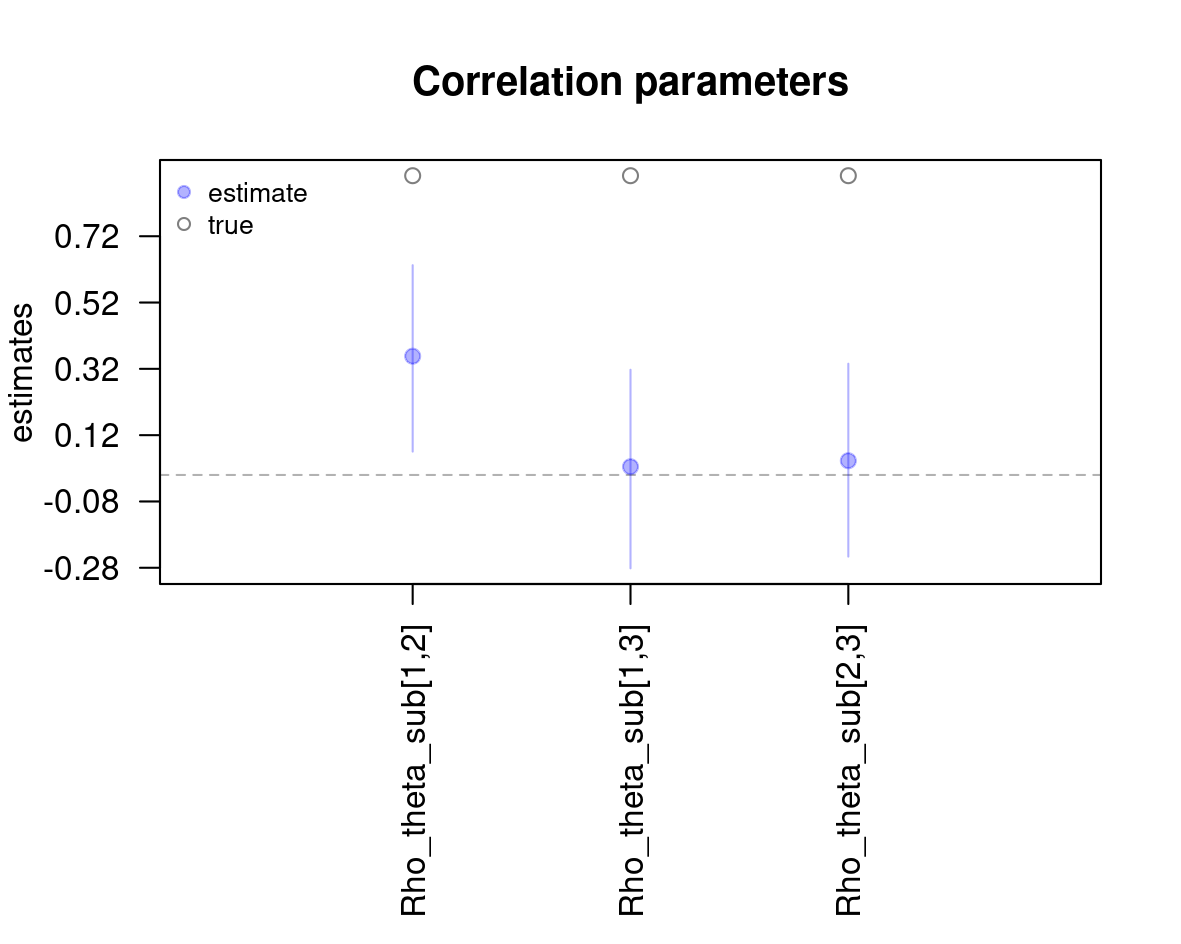 Correlation parameters
estimate
true
0.72
0.52
0.32
0.12
-0.08
-0.28
estimates
Rho_theta_sub[1,2]
Rho_theta_sub[1,3]
Rho_theta_sub[2,3]